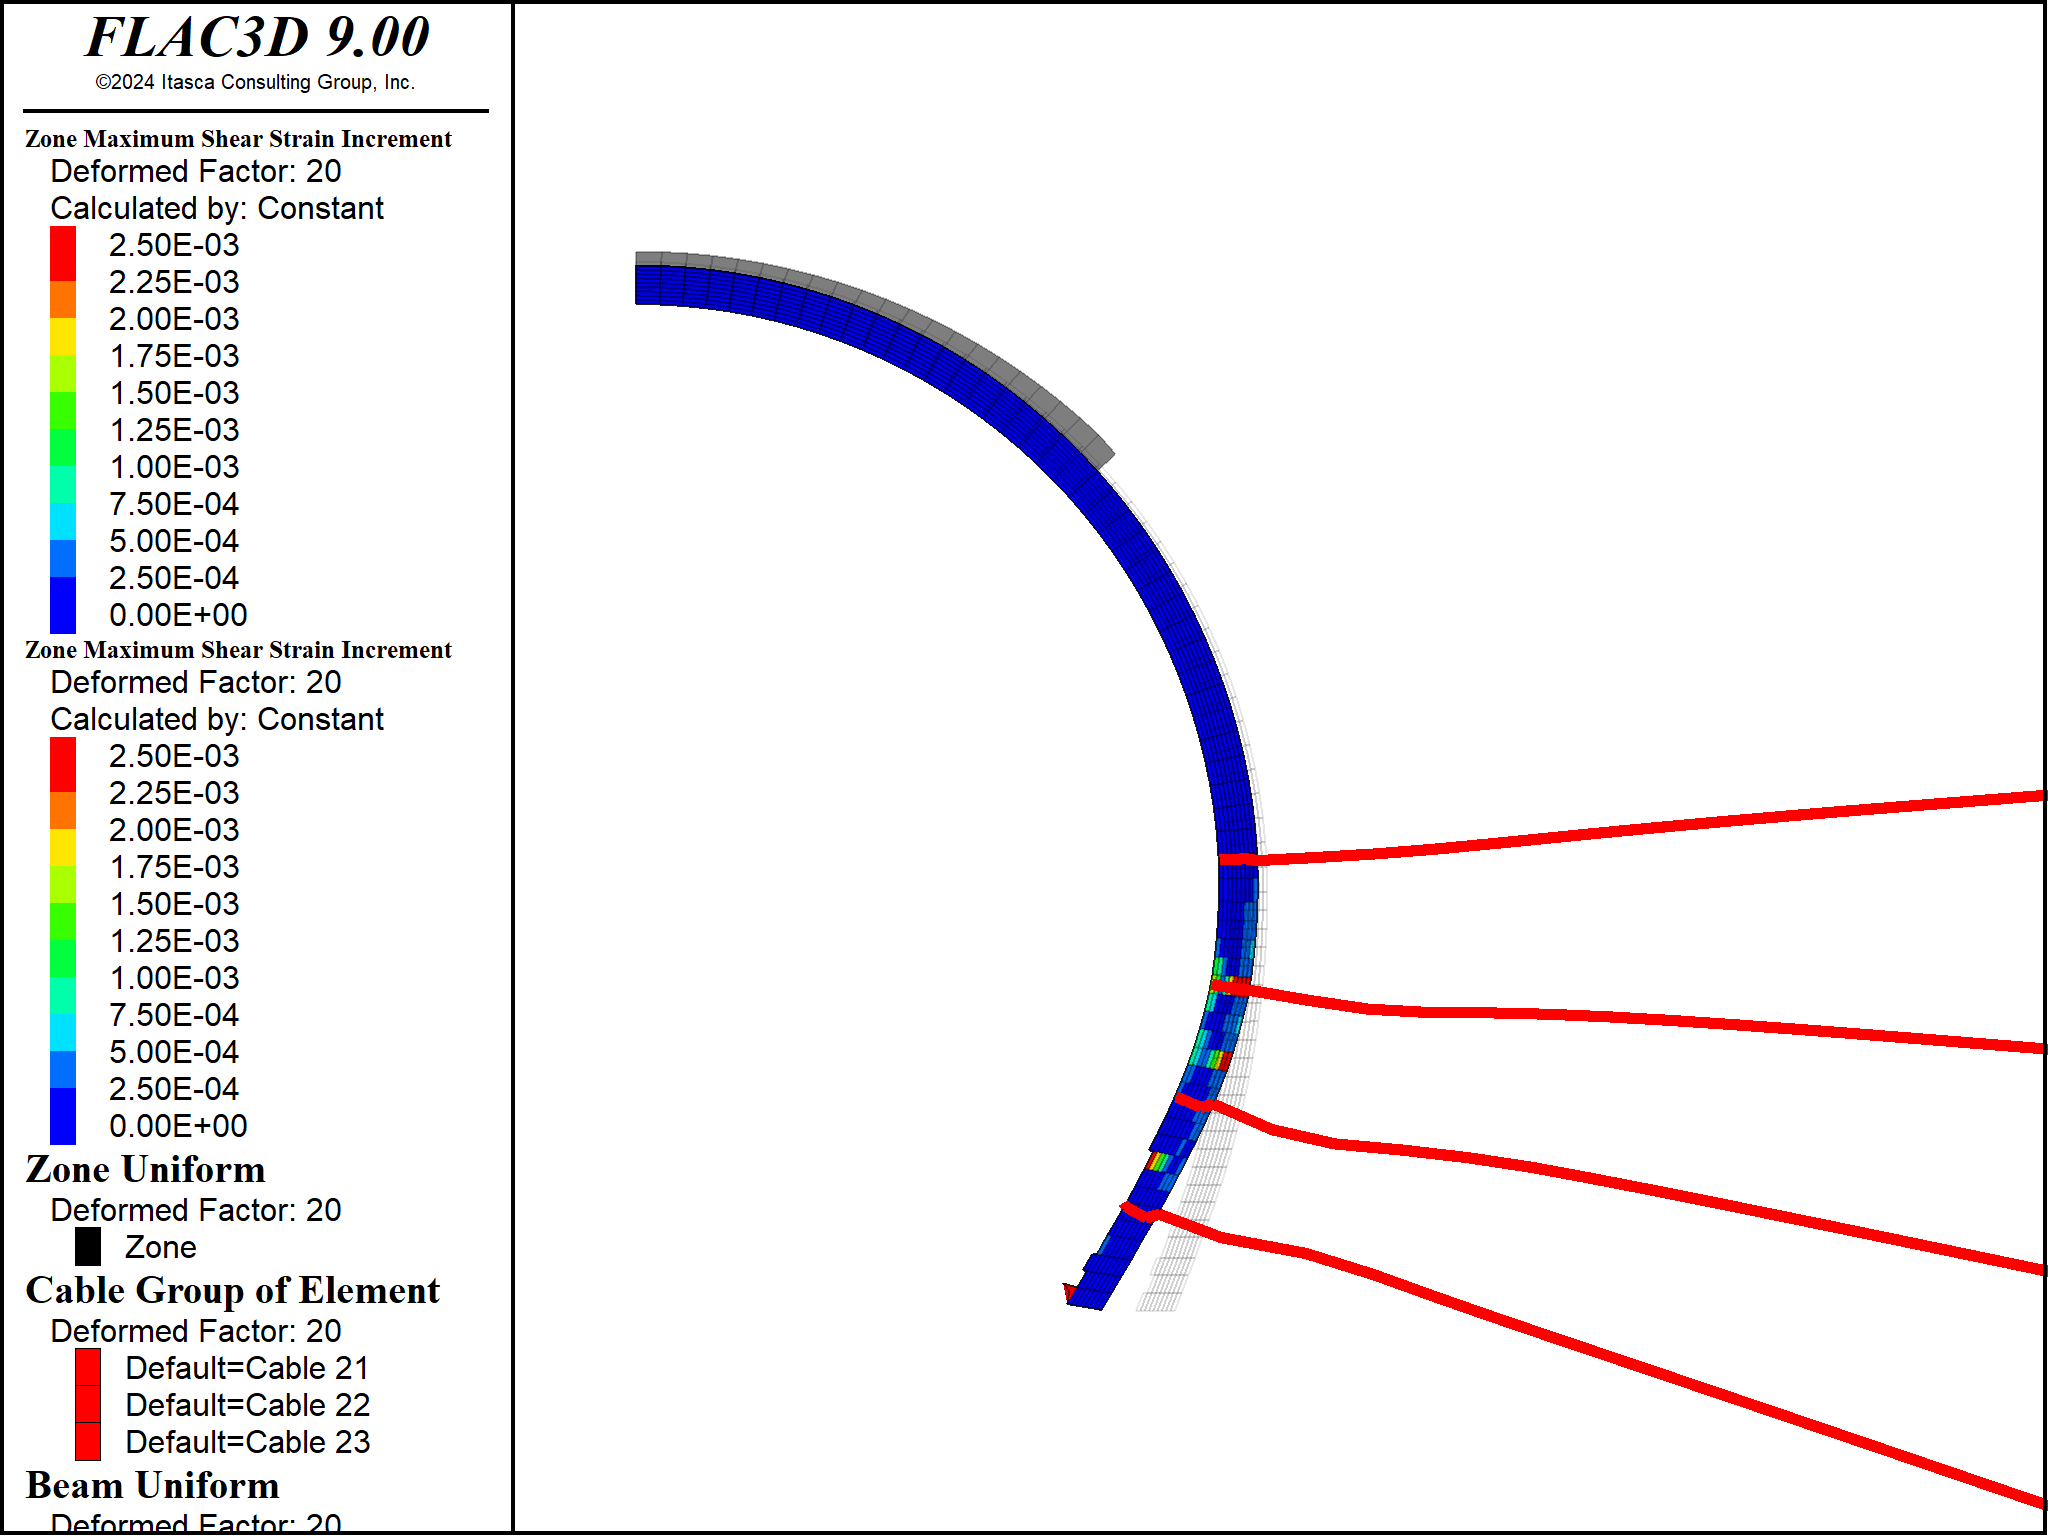 FLAC3D 9.00
©2024 Itasca Consulting Group, Inc.
Zone Maximum Shear Strain Increment
Deformed Factor: 20
Calculated by: Constant
2.50E-03
2.25E-03
2.00E-03
1.75E-03
1.50E-03
1.25E-03
1.00E-03
7.50E-04
5.00E-04
2.50E-04
0.00E+00
Zone Maximum Shear Strain Increment
Deformed Factor: 20
Calculated by: Constant
2.50E-03
2.25E-03
2.00E-03
1.75E-03
1.50E-03
1.25E-03
1.00E-03
7.50E-04
5.00E-04
2.50E-04
0.00E+00
Zone Uniform
Deformed Factor: 20
Zone
Cable Group of Element
Deformed Factor: 20
Default=Cable 21
Default=Cable 22
Default=Cable 23
Beam Uniform
Deformed Factor: 20